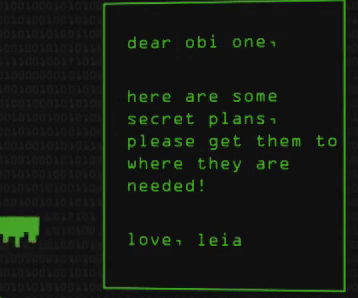 dear obi one,
here are some
secret plans,
please get them to
where they are
needed!
love, leia